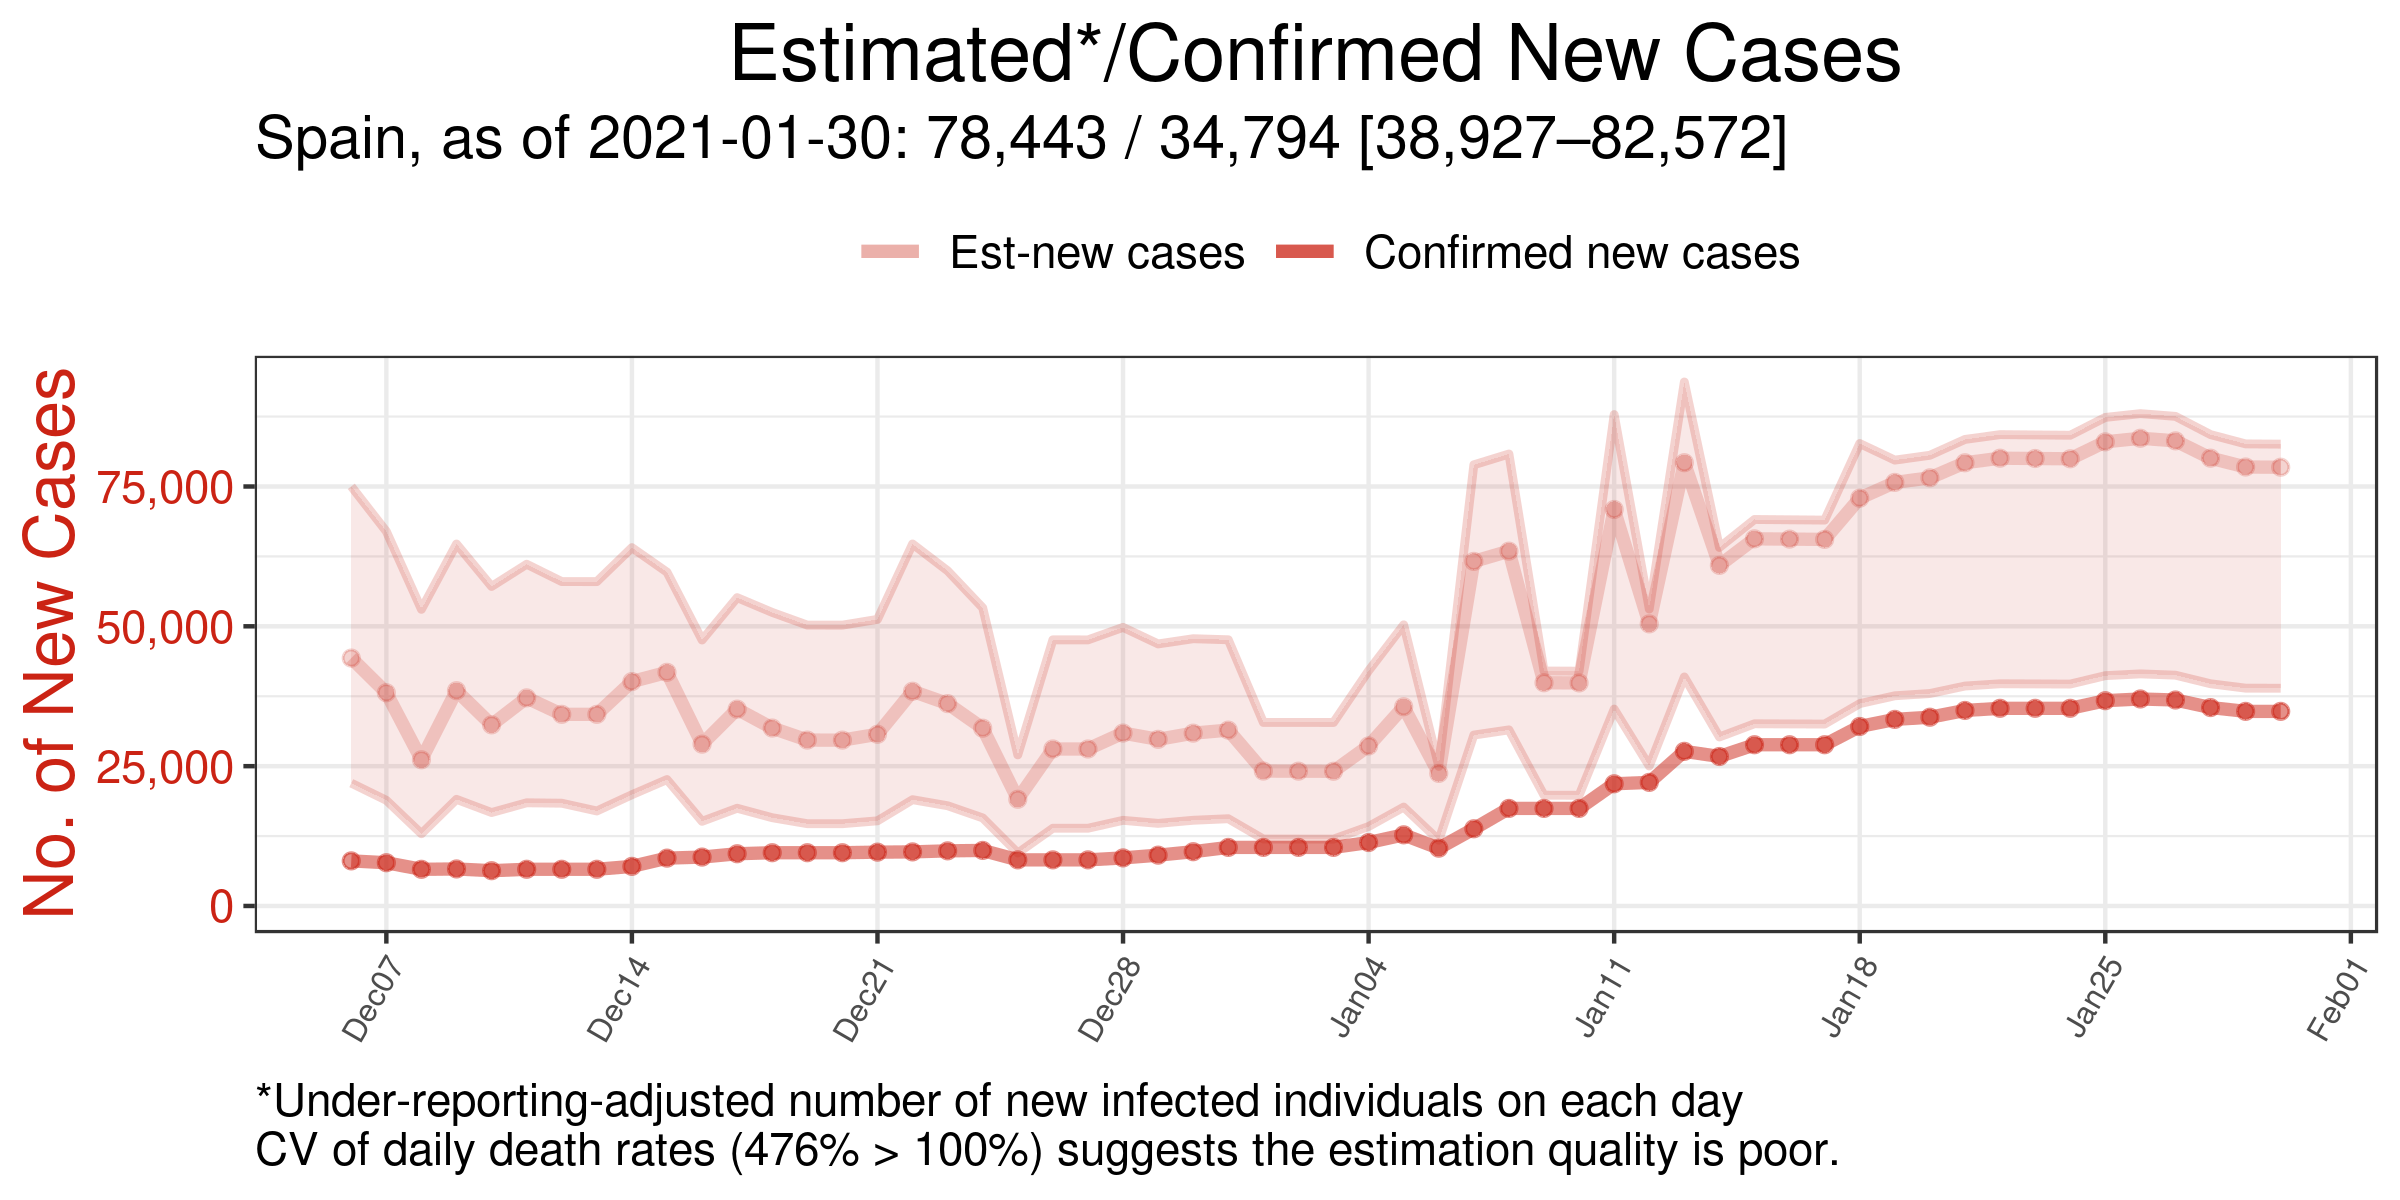 Estimated*/Confirmed New Cases
Spain, as of 2021-01-30: 78,443 / 34,794 [38,927–82,572]
Est-new cases
Confirmed new cases
No. of New Cases
75,000
50,000
25,000
0
Dec07
Dec14
Dec21
Dec28
Jan04
Jan11
Jan18
Jan25
Feb01
*Under-reporting-adjusted number of new infected individuals on each day
CV of daily death rates (476% > 100%) suggests the estimation quality is poor.